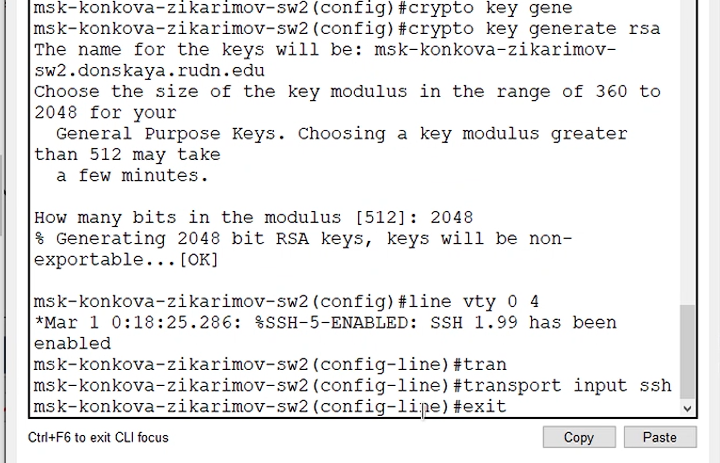 msk-konkova-zikarimov-sw2(config)#crypto key gene
msk-konkova-zikarimov-sw2(config)#crypto key generate rsa
The name for the keys will be: msk-konkova-zikarimov-
sw2.donskaya.rudn.edu
Choose the size of the key modulus in the range of 360 to
2048 for your
  General Purpose Keys. Choosing a key modulus greater
than 512 may take
  a few minutes.

How many bits in the modulus [512]: 2048
% Generating 2048 bit RSA keys, keys will be non-
exportable...[OK]

msk-konkova-zikarimov-sw2(config)#line vty 0 4
*Mar 1 0:18:25.286: %SSH-5-ENABLED: SSH 1.99 has been
enabled
msk-konkova-zikarimov-sw2(config-line)#tran
msk-konkova-zikarimov-sw2(config-line)#transport input ssh
msk-konkova-zikarimov-sw2(config-line)#exit
Ctrl+F6 to exit CLI focus
Copy
Paste